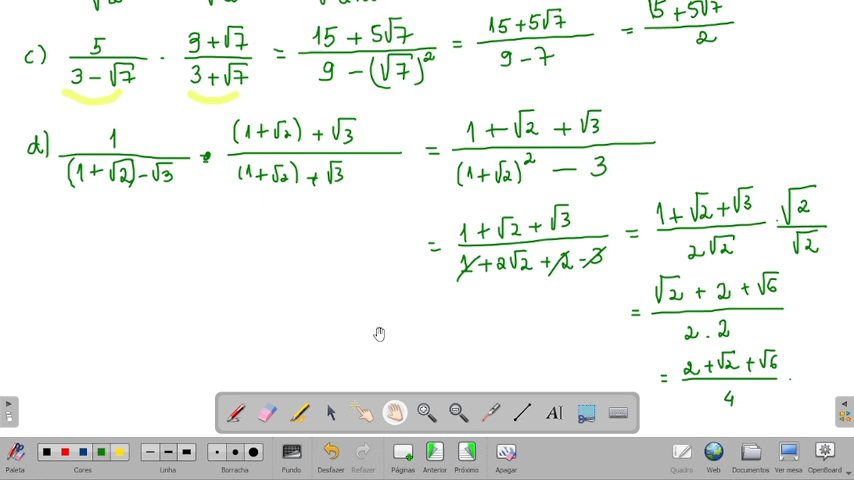 c) 5/(3 − √7) · (3 + √7)/(3 + √7) = (15 + 5√7)/(9 − (√7)²) = (15 + 5√7)/(9 − 7) = (15 + 5√7)/2
d) 1/((1 + √2) − √3) · ((1 + √2) + √3)/((1 + √2) + √3) = (1 + √2 + √3)/((1 + √2)² − 3)
= (1 + √2 + √3)/(1 + 2√2 + 2 − 3) = (1 + √2 + √3)/(2√2) · √2/√2
= (√2 + 2 + √6)/(2 . 2)
= (2 + √2 + √6)/4 .
Paleta Cores Linha Borracha Fundo Desfazer Refazer Páginas Anterior Próximo Apagar Quadro Web Documentos Ver mesa OpenBoard